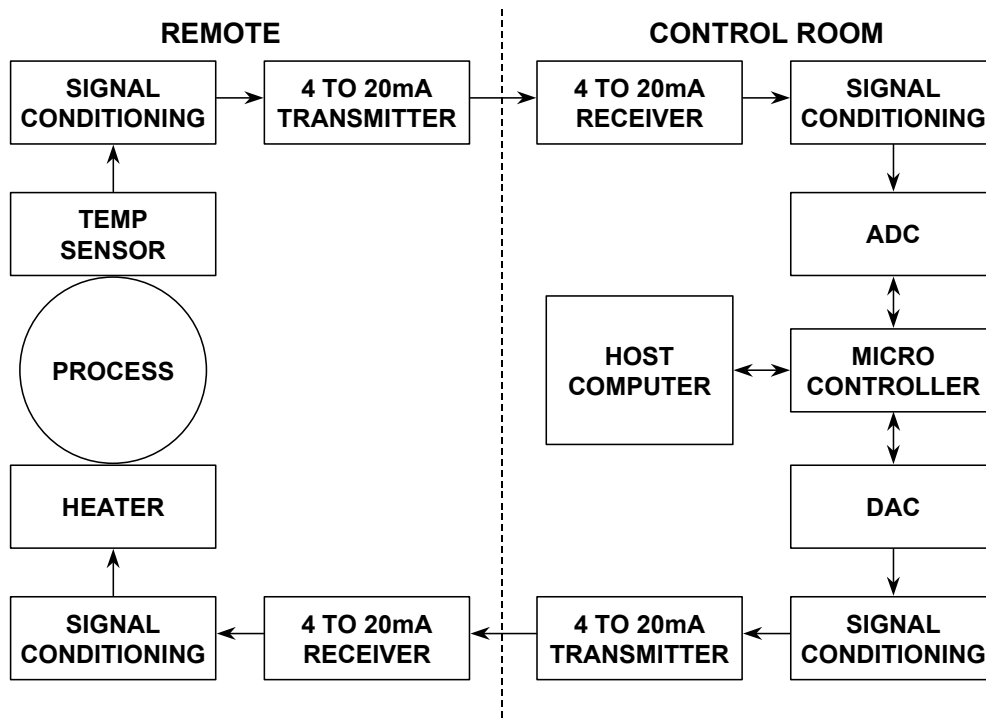 REMOTE
CONTROL ROOM
SIGNAL
CONDITIONING
4 TO 20mA
TRANSMITTER
4 TO 20mA
RECEIVER
SIGNAL
CONDITIONING
TEMP
SENSOR
ADC
PROCESS
HOST
COMPUTER
MICRO
CONTROLLER
HEATER
DAC
SIGNAL
CONDITIONING
4 TO 20mA
RECEIVER
4 TO 20mA
TRANSMITTER
SIGNAL
CONDITIONING